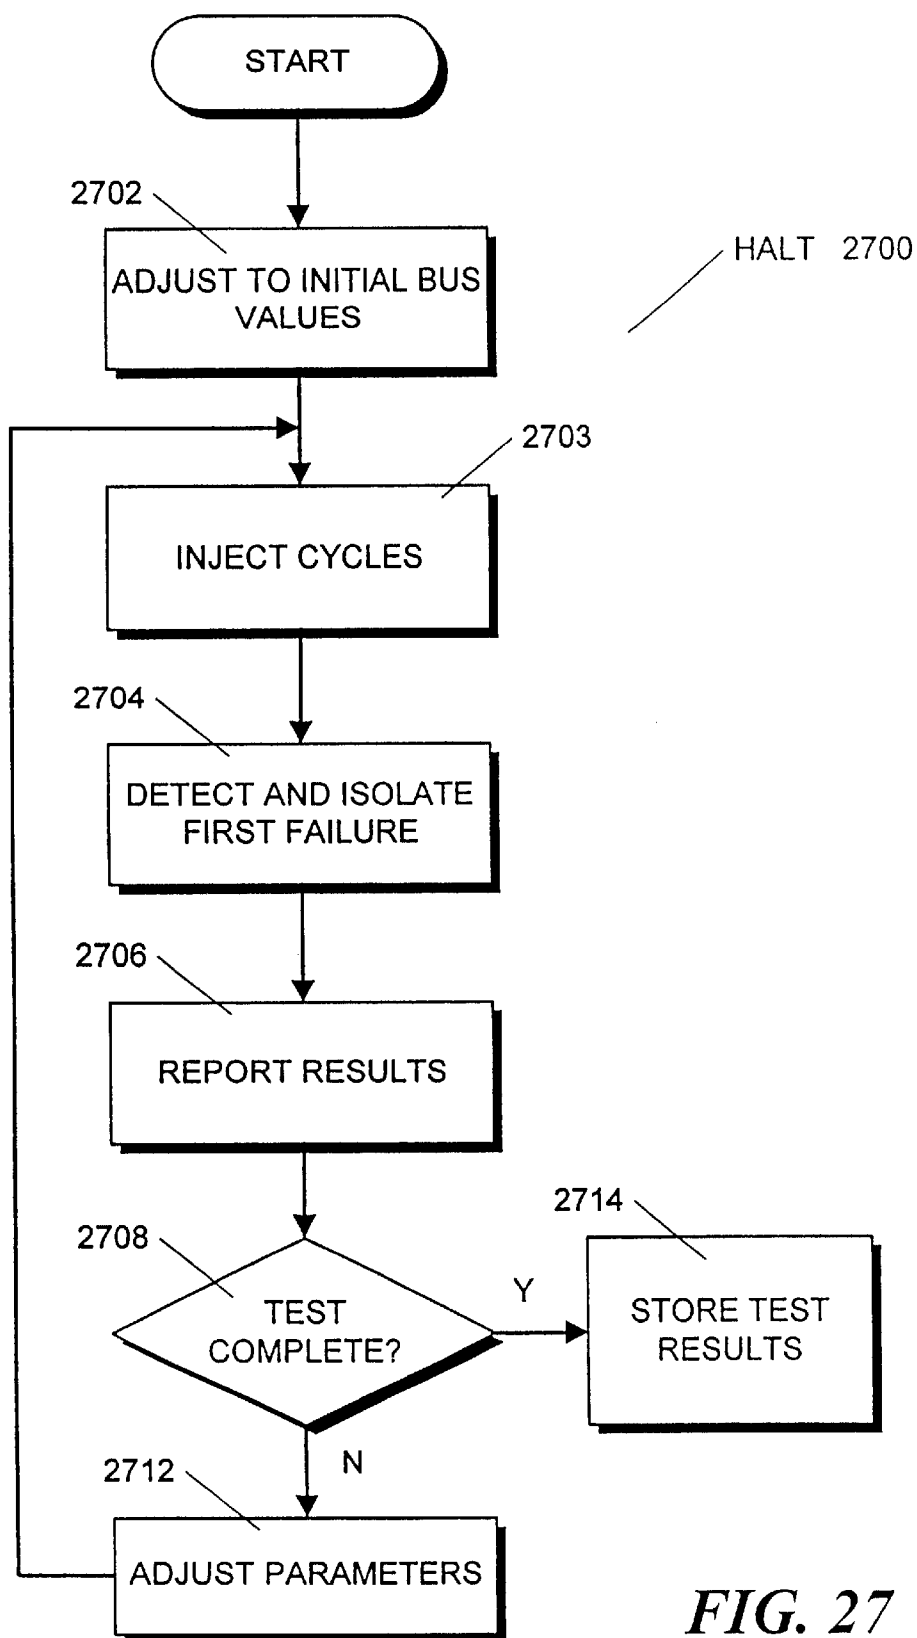 START
2702
HALT 2700
ADJUST TO INITIAL BUS
VALUES
2703
INJECT CYCLES
2704
DETECT AND ISOLATE
FIRST FAILURE
2706
REPORT RESULTS
2708
TEST
COMPLETE?
Y
2714
STORE TEST
RESULTS
N
2712
ADJUST PARAMETERS
FIG. 27